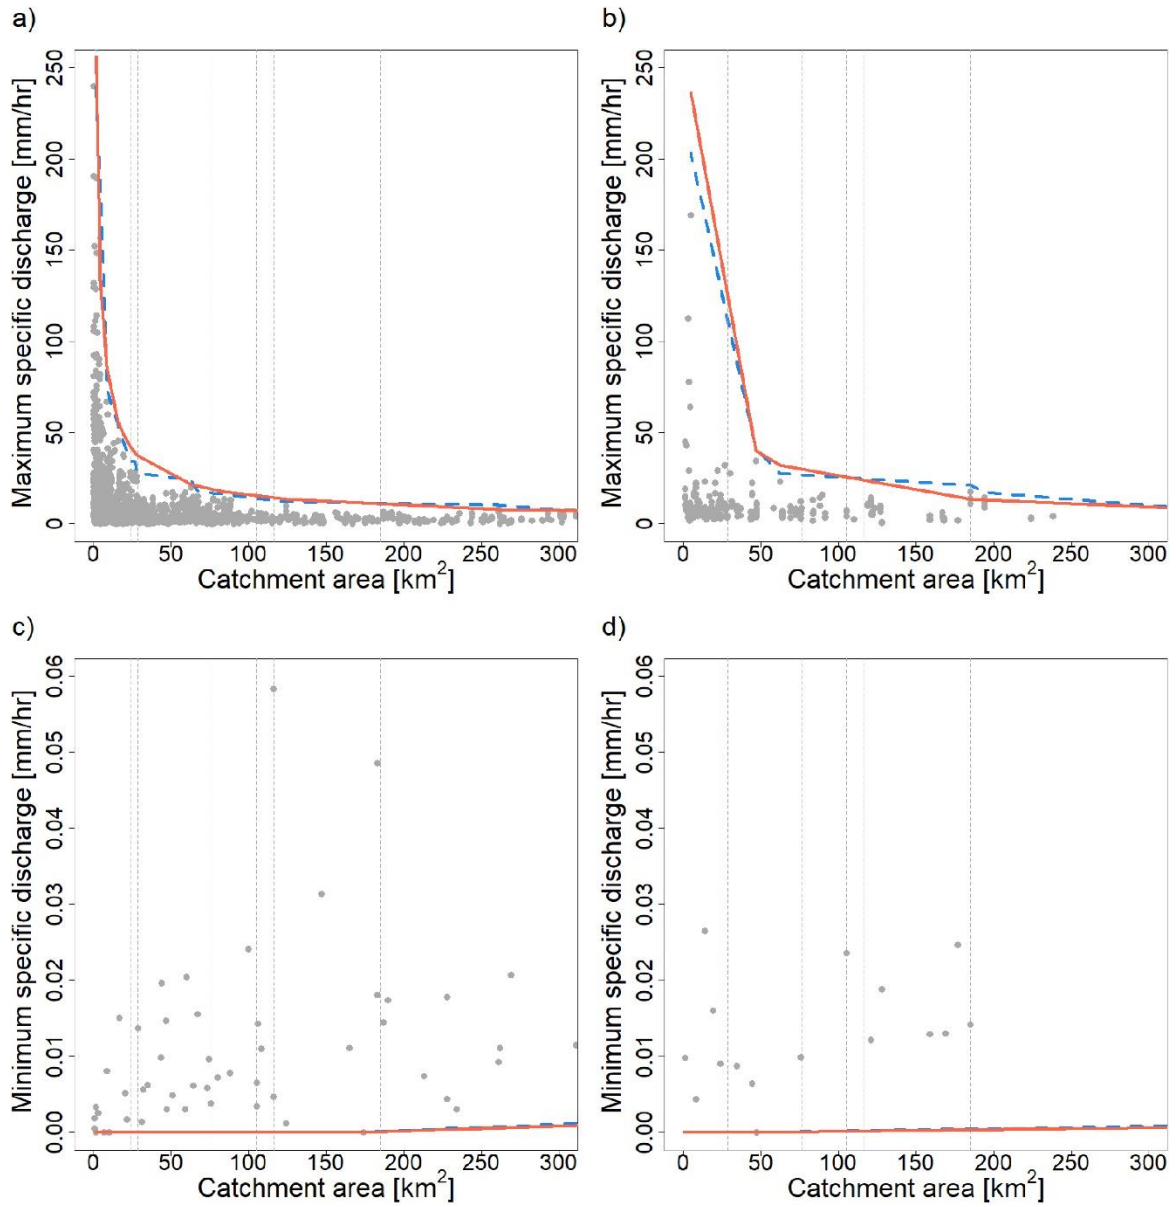 a)
Maximum specific discharge [mm/hr]
250
200
150
100
50
0
0 50 100 150 200 250 300
Catchment area [km²]
b)
Maximum specific discharge [mm/hr]
250
200
150
100
50
0
0 50 100 150 200 250 300
Catchment area [km²]
c)
Minimum specific discharge [mm/hr]
0.06
0.05
0.04
0.03
0.02
0.01
0.00
0 50 100 150 200 250 300
Catchment area [km²]
d)
Minimum specific discharge [mm/hr]
0.06
0.05
0.04
0.03
0.02
0.01
0.00
0 50 100 150 200 250 300
Catchment area [km²]